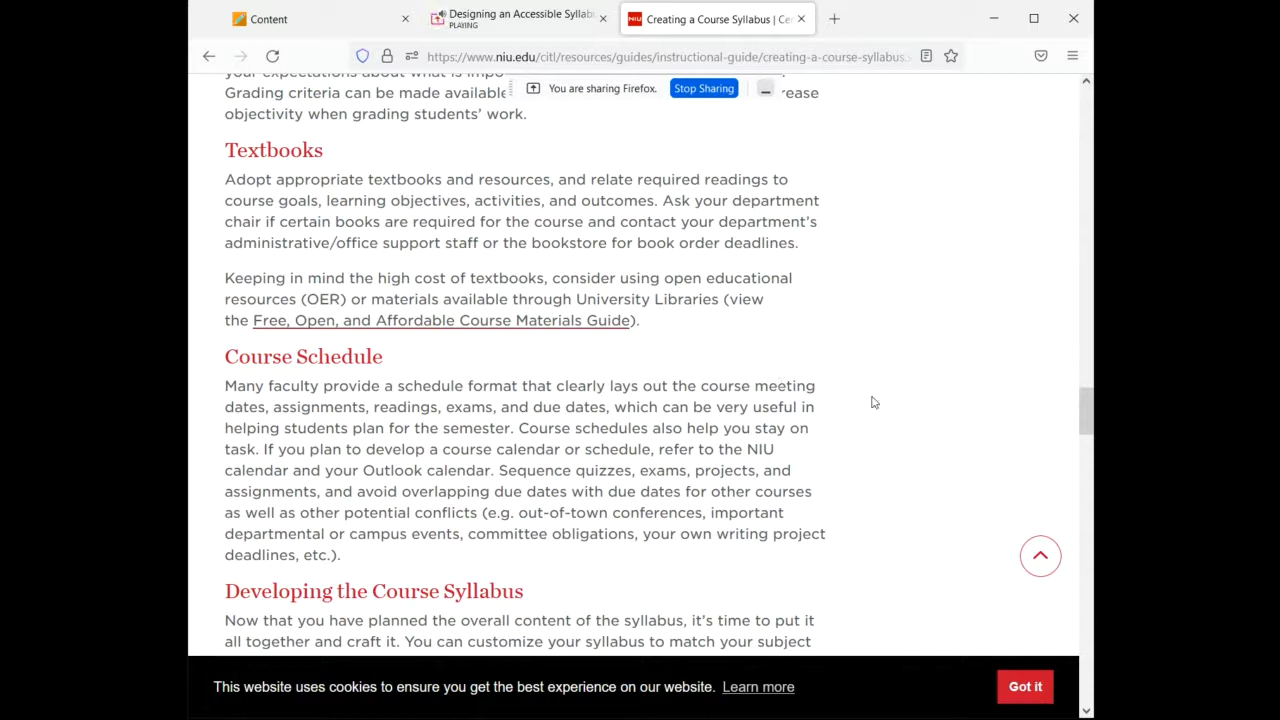 Content
Designing an Accessible Syllab
PLAYING
NIU Creating a Course Syllabus | Ce
https://www.niu.edu/citl/resources/guides/instructional-guide/creating-a-course-syllabus.
your expectations about what is impo
You are sharing Firefox.
Stop Sharing
Grading criteria can be made available rease
objectivity when grading students’ work.
Textbooks
Adopt appropriate textbooks and resources, and relate required readings to
course goals, learning objectives, activities, and outcomes. Ask your department
chair if certain books are required for the course and contact your department’s
administrative/office support staff or the bookstore for book order deadlines.
Keeping in mind the high cost of textbooks, consider using open educational
resources (OER) or materials available through University Libraries (view
the Free, Open, and Affordable Course Materials Guide).
Course Schedule
Many faculty provide a schedule format that clearly lays out the course meeting
dates, assignments, readings, exams, and due dates, which can be very useful in
helping students plan for the semester. Course schedules also help you stay on
task. If you plan to develop a course calendar or schedule, refer to the NIU
calendar and your Outlook calendar. Sequence quizzes, exams, projects, and
assignments, and avoid overlapping due dates with due dates for other courses
as well as other potential conflicts (e.g. out-of-town conferences, important
departmental or campus events, committee obligations, your own writing project
deadlines, etc.).
Developing the Course Syllabus
Now that you have planned the overall content of the syllabus, it’s time to put it
all together and craft it. You can customize your syllabus to match your subject
This website uses cookies to ensure you get the best experience on our website. Learn more
Got it